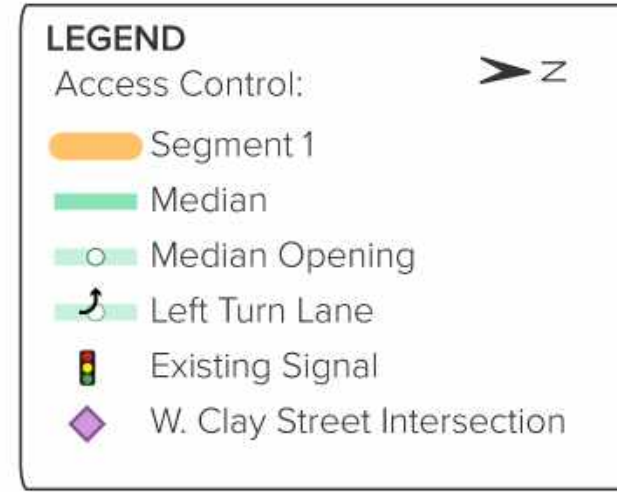 LEGEND
N
Access Control:
Segment 1
Median
Median Opening
Left Turn Lane
Existing Signal
W. Clay Street Intersection